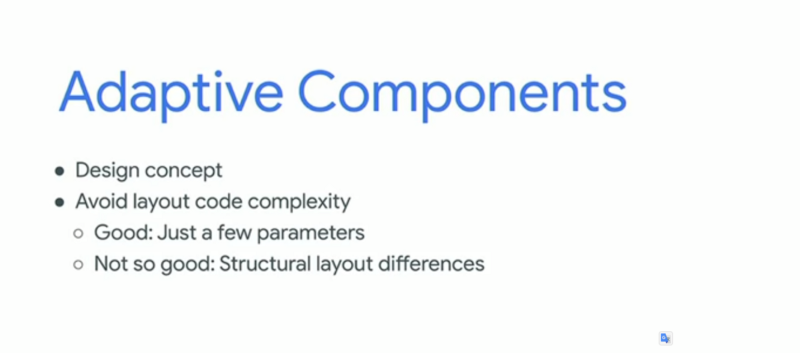 Adaptive Components
● Design concept
● Avoid layout code complexity
○ Good: Just a few parameters
○ Not so good: Structural layout differences